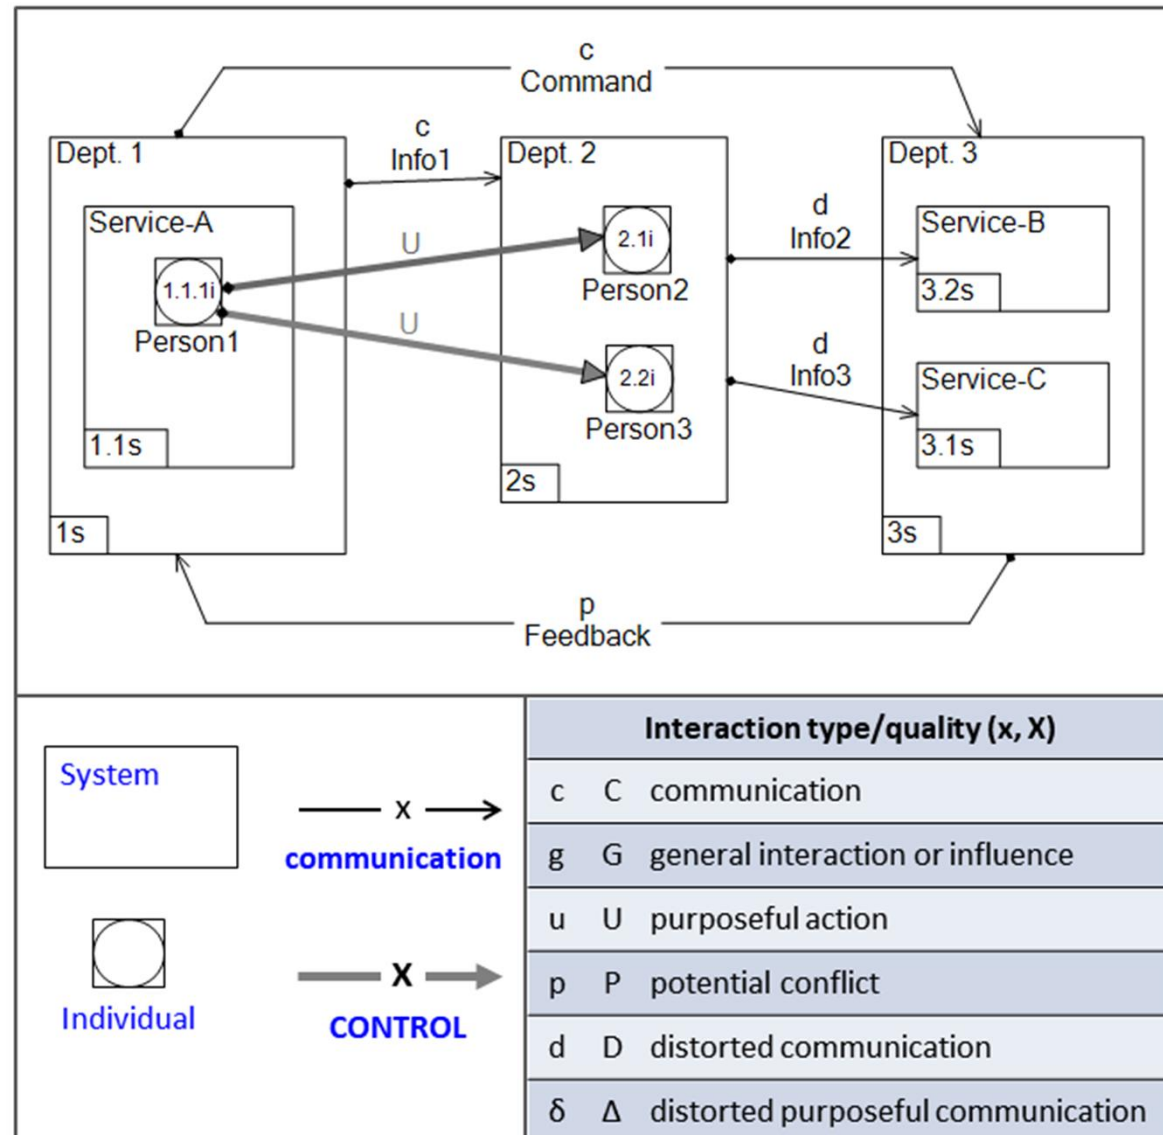 c
Command
Dept. 1
c
Info1
Dept. 2
Dept. 3
Service-A
1.1.1i
Person1
1.1s
1s
U
U
2.1i
Person2
2.2i
Person3
2s
d
Info2
d
Info3
Service-B
3.2s
Service-C
3.1s
3s
p
Feedback
System
x
communication
Individual
X
CONTROL
Interaction type/quality (x, X)
c C communication
g G general interaction or influence
u U purposeful action
p P potential conflict
d D distorted communication
δ Δ distorted purposeful communication